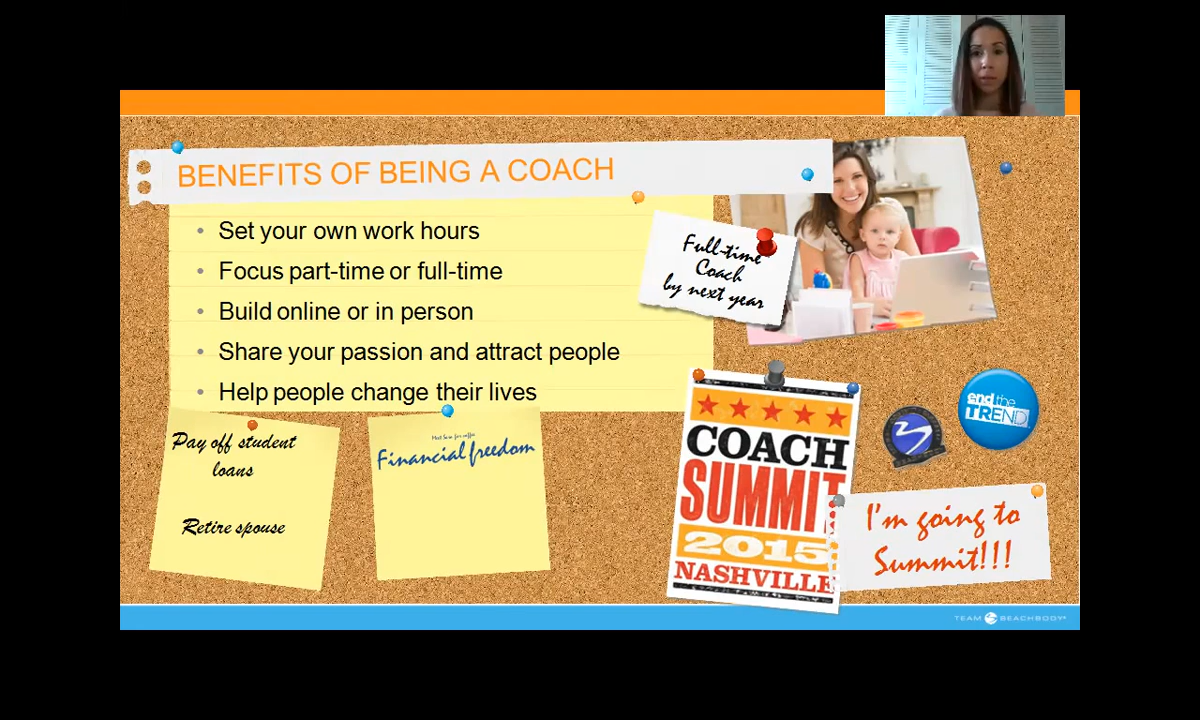 BENEFITS OF BEING A COACH
• Set your own work hours
• Focus part-time or full-time
• Build online or in person
• Share your passion and attract people
• Help people change their lives
Full-time
Coach
by next year
Pay off student
loans
Retire spouse
Financial freedom
COACH
SUMMIT
2015
NASHVILLE
end the
TREND
I'm going to
Summit!!!
TEAM BEACHBODY